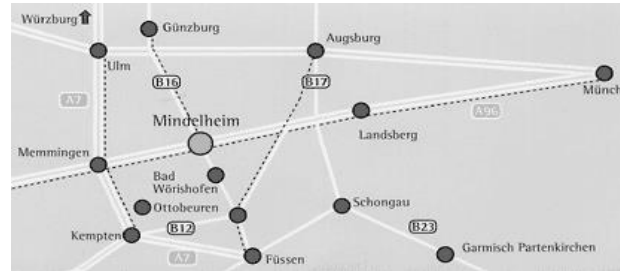 Würzburg
Günzburg
Augsburg
Ulm
B16
B17
Münch
A7
A96
Mindelheim
Landsberg
Memmingen
Bad
Wörishofen
Ottobeuren
Schongau
B12
B23
Kempten
A7
Füssen
Garmisch Partenkirchen